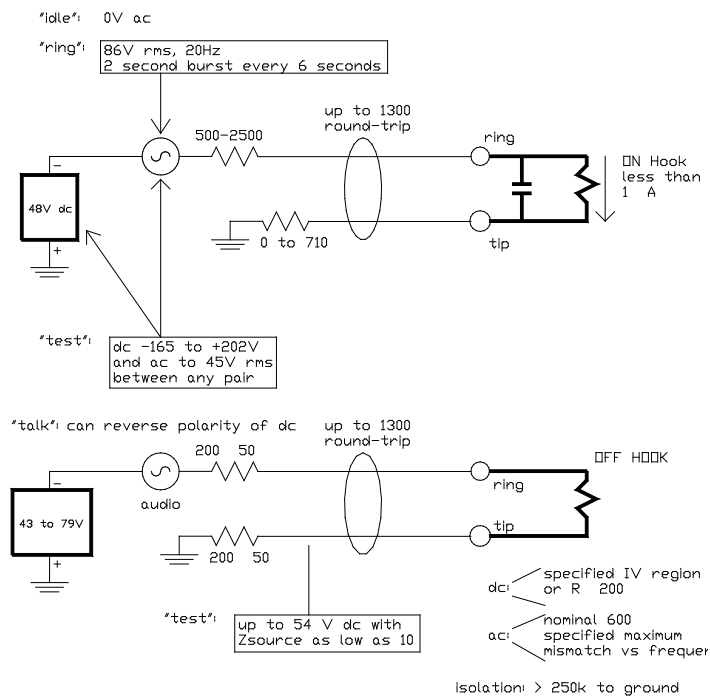 "idle": 0V ac
"ring":
86V rms, 20Hz
2 second burst every 6 seconds
up to 1300
round-trip
500-2500
ring
ON Hook
less than
1 A
-
48V dc
+
0 to 710
tip
"test":
dc -165 to +202V
and ac to 45V rms
between any pair
"talk": can reverse polarity of dc
up to 1300
round-trip
200 50
OFF HOOK
-
audio
ring
43 to 79V
tip
+
200 50
"test":
up to 54 V dc with
Zsource as low as 10
dc:
specified IV region
or R 200
ac:
nominal 600
specified maximum
mismatch vs frequer
isolation: > 250k to ground